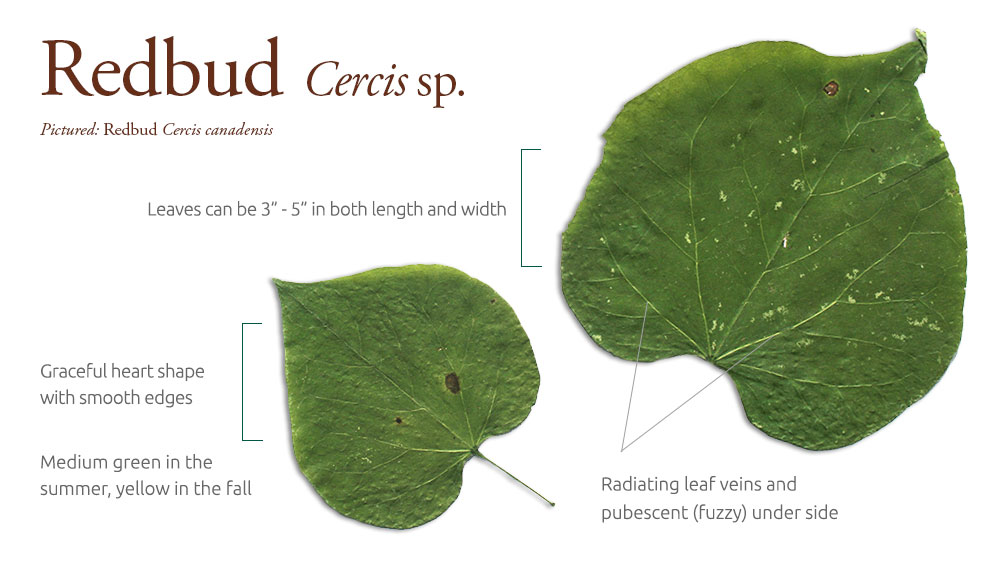 Redbud Cercis sp.
Pictured: Redbud Cercis canadensis
Leaves can be 3” - 5” in both length and width
Graceful heart shape
with smooth edges
Medium green in the
summer, yellow in the fall
Radiating leaf veins and
pubescent (fuzzy) under side